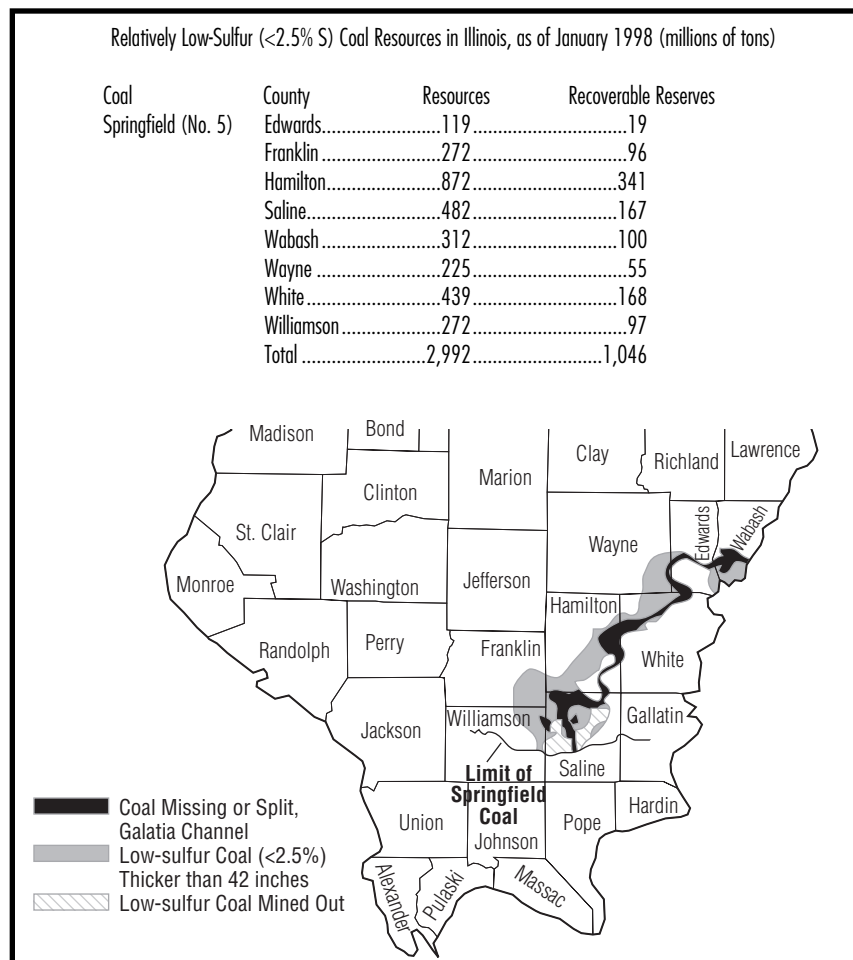 Relatively Low-Sulfur (<2.5% S) Coal Resources in Illinois, as of January 1998 (millions of tons)
Coal County Resources Recoverable Reserves
Springfield (No. 5) Edwards..............................119..................................19
Franklin..............................272..................................96
Hamilton............................872................................341
Saline.................................482................................167
Wabash..............................312................................100
Wayne ...............................225..................................55
White.................................439................................168
Williamson.........................272..................................97
Total ..............................2,992.............................1,046
Madison
Bond
Clay
Richland
Lawrence
Marion
Clinton
St. Clair
Wayne
Edwards
Wabash
Monroe
Washington
Jefferson
Hamilton
Randolph
Perry
Franklin
White
Jackson
Williamson
Gallatin
Limit of
Springfield
Coal
Saline
Union
Johnson
Pope
Hardin
Alexander
Pulaski
Massac
Coal Missing or Split,
Galatia Channel
Low-sulfur Coal (<2.5%)
Thicker than 42 inches
Low-sulfur Coal Mined Out